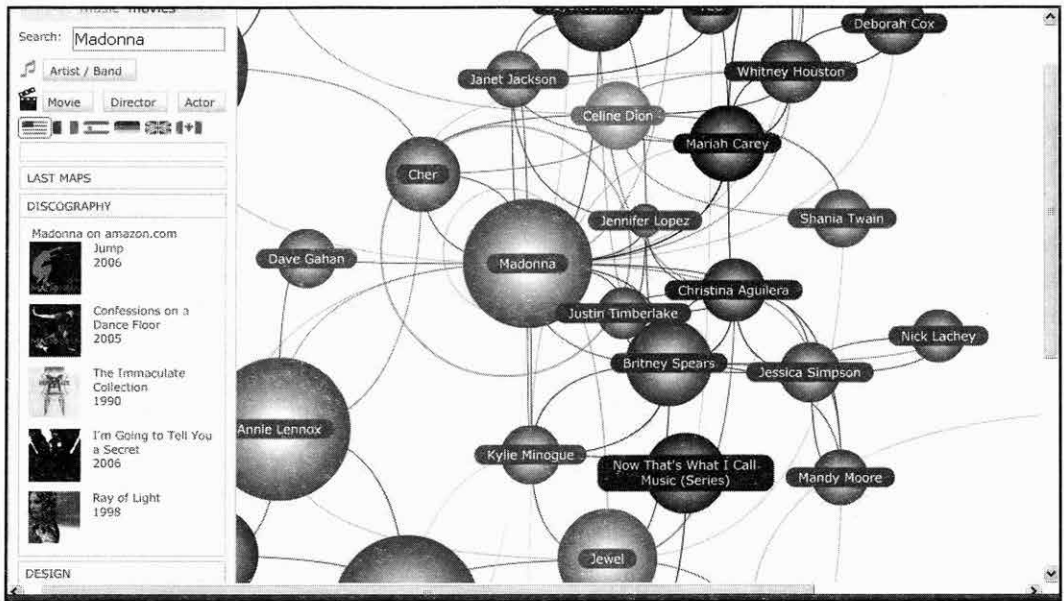 music movies
Search: Madonna
Artist / Band
Movie Director Actor
LAST MAPS
DISCOGRAPHY
Madonna on amazon.com
Jump
2006
Confessions on a
Dance Floor
2005
The Immaculate
Collection
1990
I'm Going to Tell You
a Secret
2006
Ray of Light
1998
DESIGN
Deborah Cox
Janet Jackson
Whitney Houston
Celine Dion
Mariah Carey
Cher
Jennifer Lopez
Shania Twain
Dave Gahan
Madonna
Christina Aguilera
Justin Timberlake
Nick Lachey
Britney Spears
Jessica Simpson
Annie Lennox
Kylie Minogue
Now That's What I Call
Music (Series)
Mandy Moore
Jewel